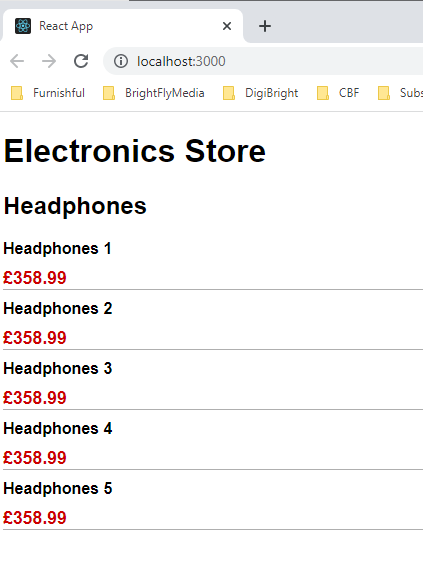 React App
localhost:3000
Furnishful BrightFlyMedia DigiBright CBF Subs
Electronics Store
Headphones
Headphones 1
£358.99
Headphones 2
£358.99
Headphones 3
£358.99
Headphones 4
£358.99
Headphones 5
£358.99